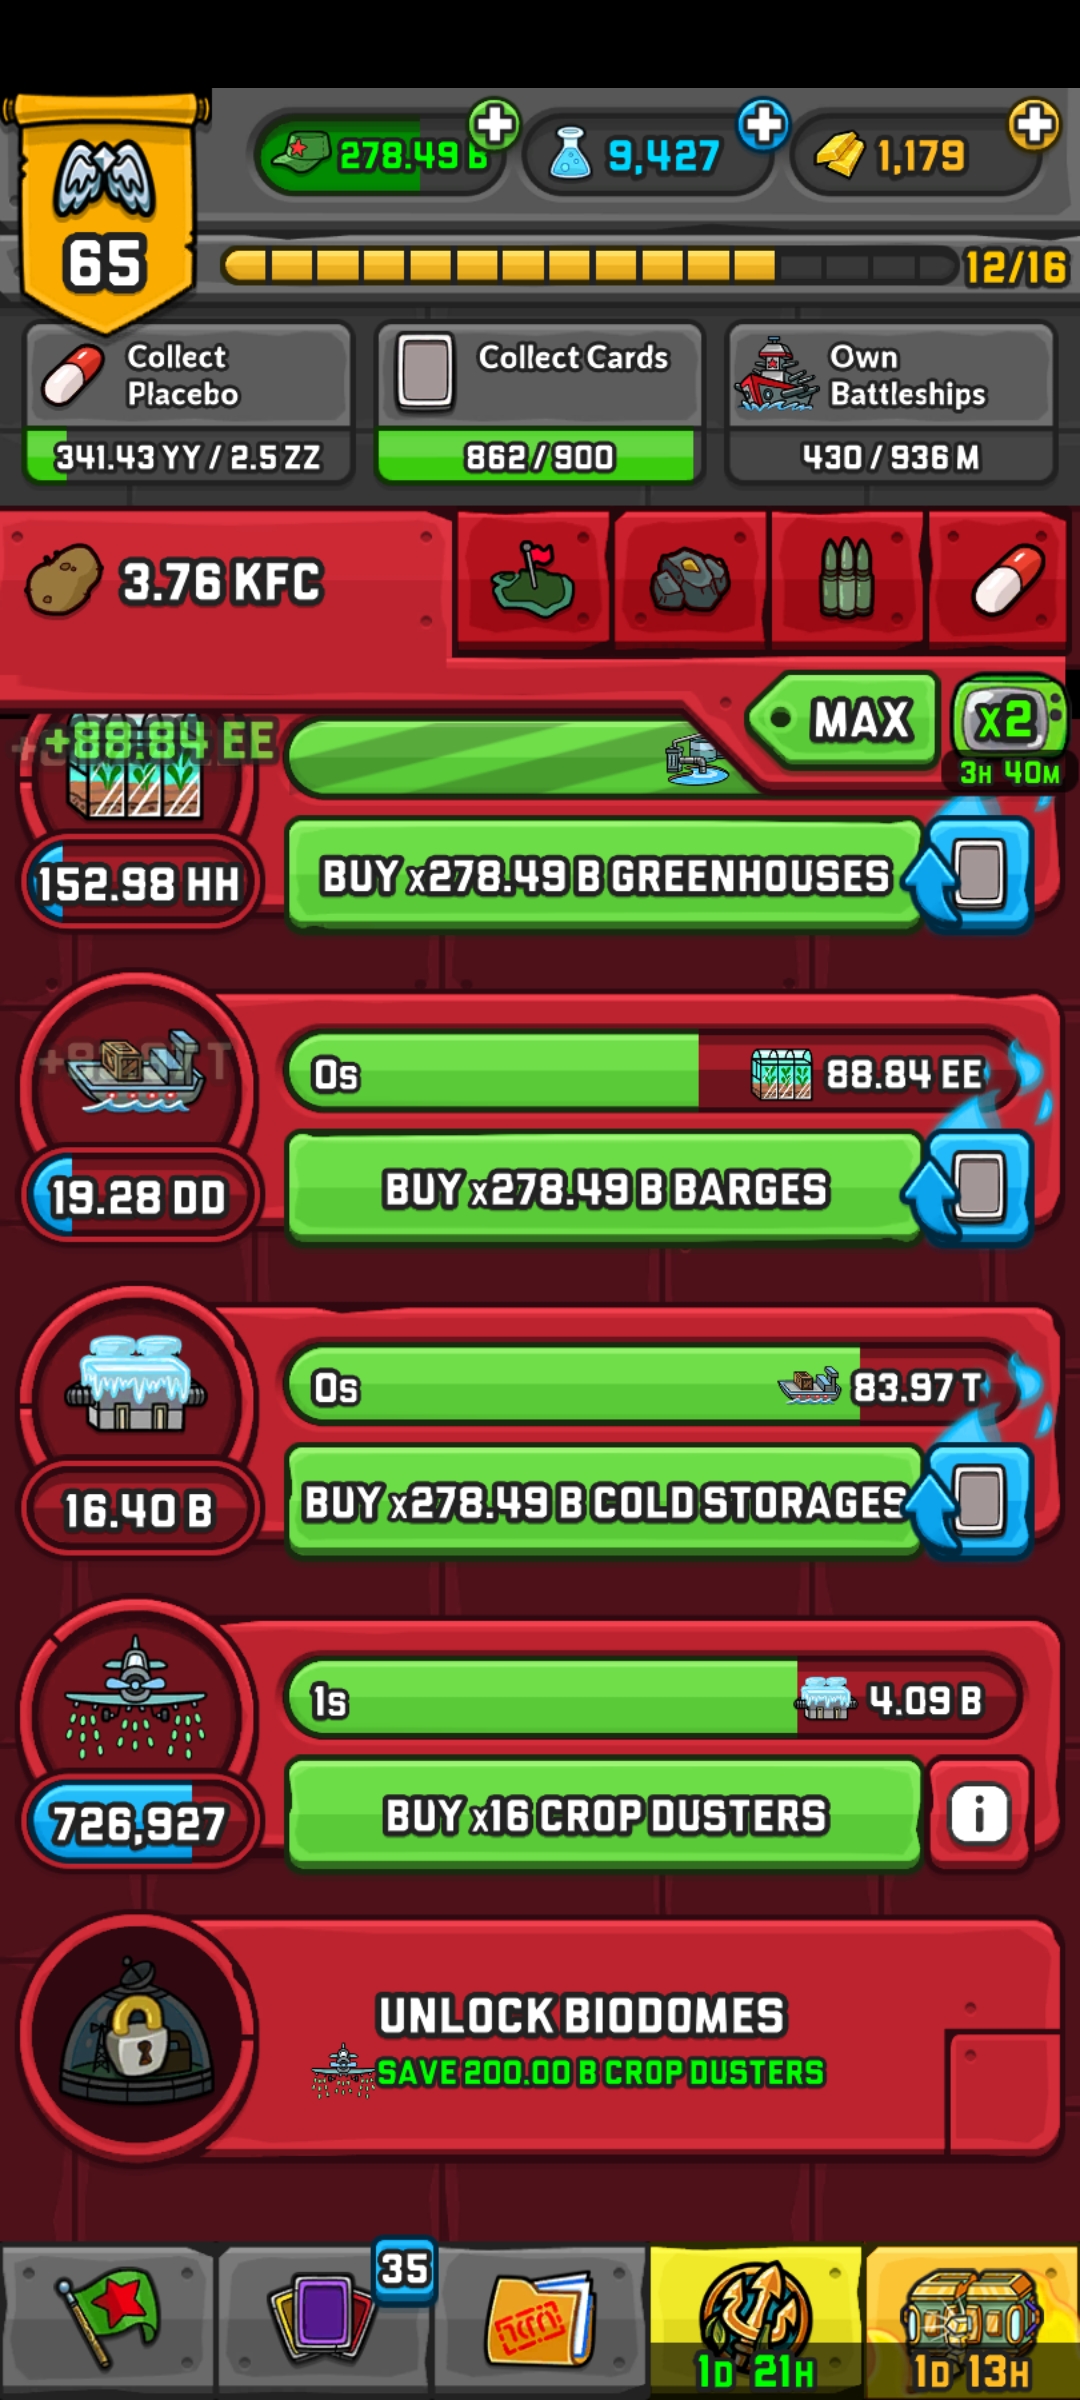 278.49 B
9,427
1,179
65
12/16
Collect
Placebo
341.43 YY / 2.5 ZZ
Collect Cards
862/900
Own
Battleships
430 / 936 M
3.76 KFC
MAX
x2
3H 40M
+88.84 EE
152.98 HH
BUY x278.49 B GREENHOUSES
0s
88.84 EE
19.28 DD
BUY x278.49 B BARGES
0s
83.97 T
16.40 B
BUY x278.49 B COLD STORAGES
1s
4.09 B
726,927
BUY x16 CROP DUSTERS
i
UNLOCK BIODOMES
SAVE 200.00 B CROP DUSTERS
35
1D 21H
1D 13H